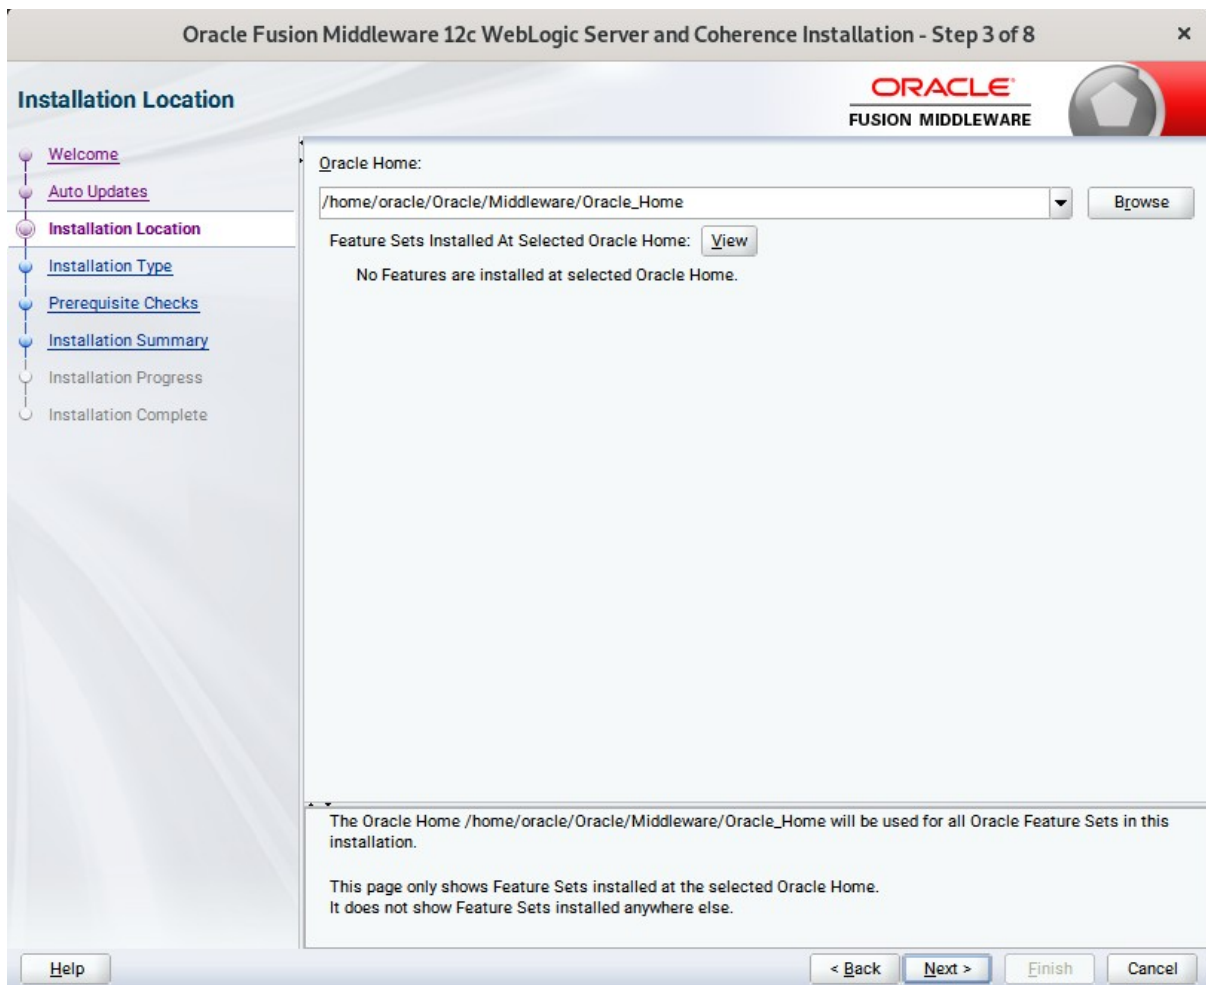 Oracle Fusion Middleware 12c WebLogic Server and Coherence Installation - Step 3 of 8
×
Installation Location
ORACLE
FUSION MIDDLEWARE
Welcome
Auto Updates
Installation Location
Installation Type
Prerequisite Checks
Installation Summary
Installation Progress
Installation Complete
Oracle Home:
/home/oracle/Oracle/Middleware/Oracle_Home
Browse
Feature Sets Installed At Selected Oracle Home: View
No Features are installed at selected Oracle Home.
The Oracle Home /home/oracle/Oracle/Middleware/Oracle_Home will be used for all Oracle Feature Sets in this
installation.
This page only shows Feature Sets installed at the selected Oracle Home.
It does not show Feature Sets installed anywhere else.
Help
< Back
Next >
Finish
Cancel